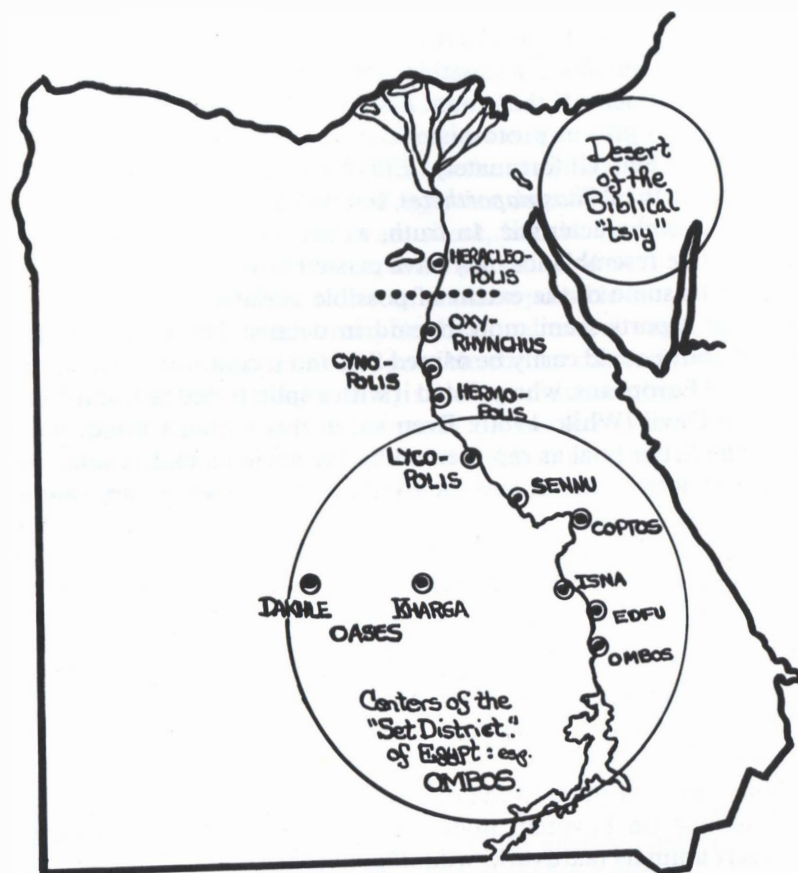 Desert
of the
Biblical
"tsiy"
HERACLEO-
POLIS
OXY-
RHYNCHUS
CYNO-
POLIS
HERMO-
POLIS
LYCO-
POLIS
SENNU
COPTOS
ISNA
DAKHLE
KHARGA
OASES
EDFU
OMBOS
Centers of the
"Set District."
of Egypt: esp.
OMBOS.